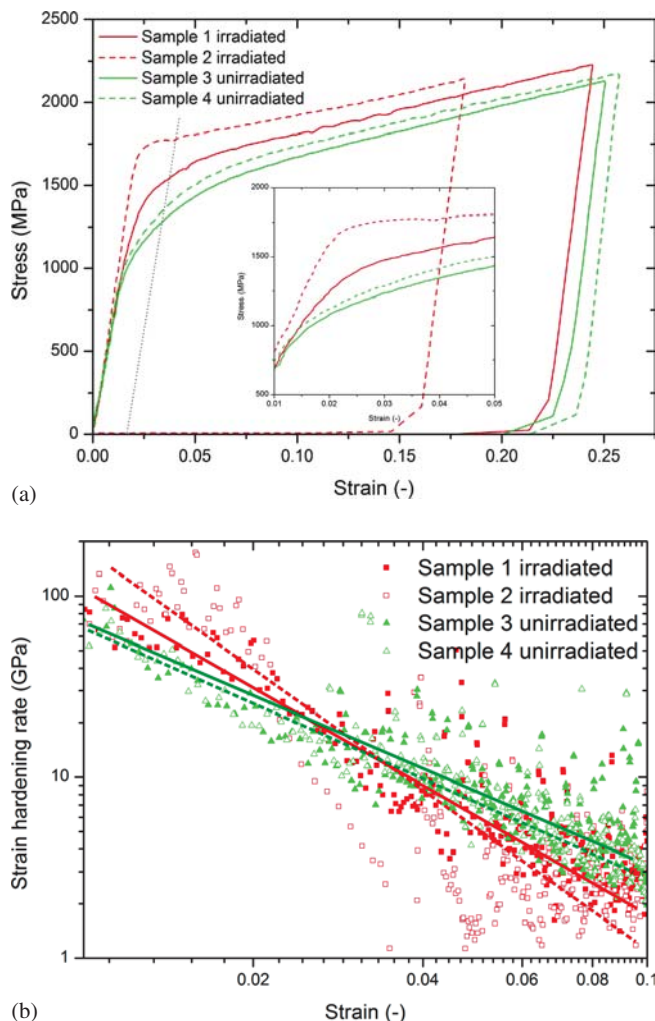 2500
Sample 1 irradiated
Sample 2 irradiated
Sample 3 unirradiated
Sample 4 unirradiated
2000
1500
1000
500
0
Stress (MPa)
2000
1500
1000
500
Stress (MPa)
0.01 0.02 0.03 0.04 0.05
Strain (-)
0.00 0.05 0.10 0.15 0.20 0.25
Strain (-)
(a)
Sample 1 irradiated
Sample 2 irradiated
Sample 3 unirradiated
Sample 4 unirradiated
100
10
1
Strain hardening rate (GPa)
0.02 0.04 0.06 0.08 0.1
Strain (-)
(b)